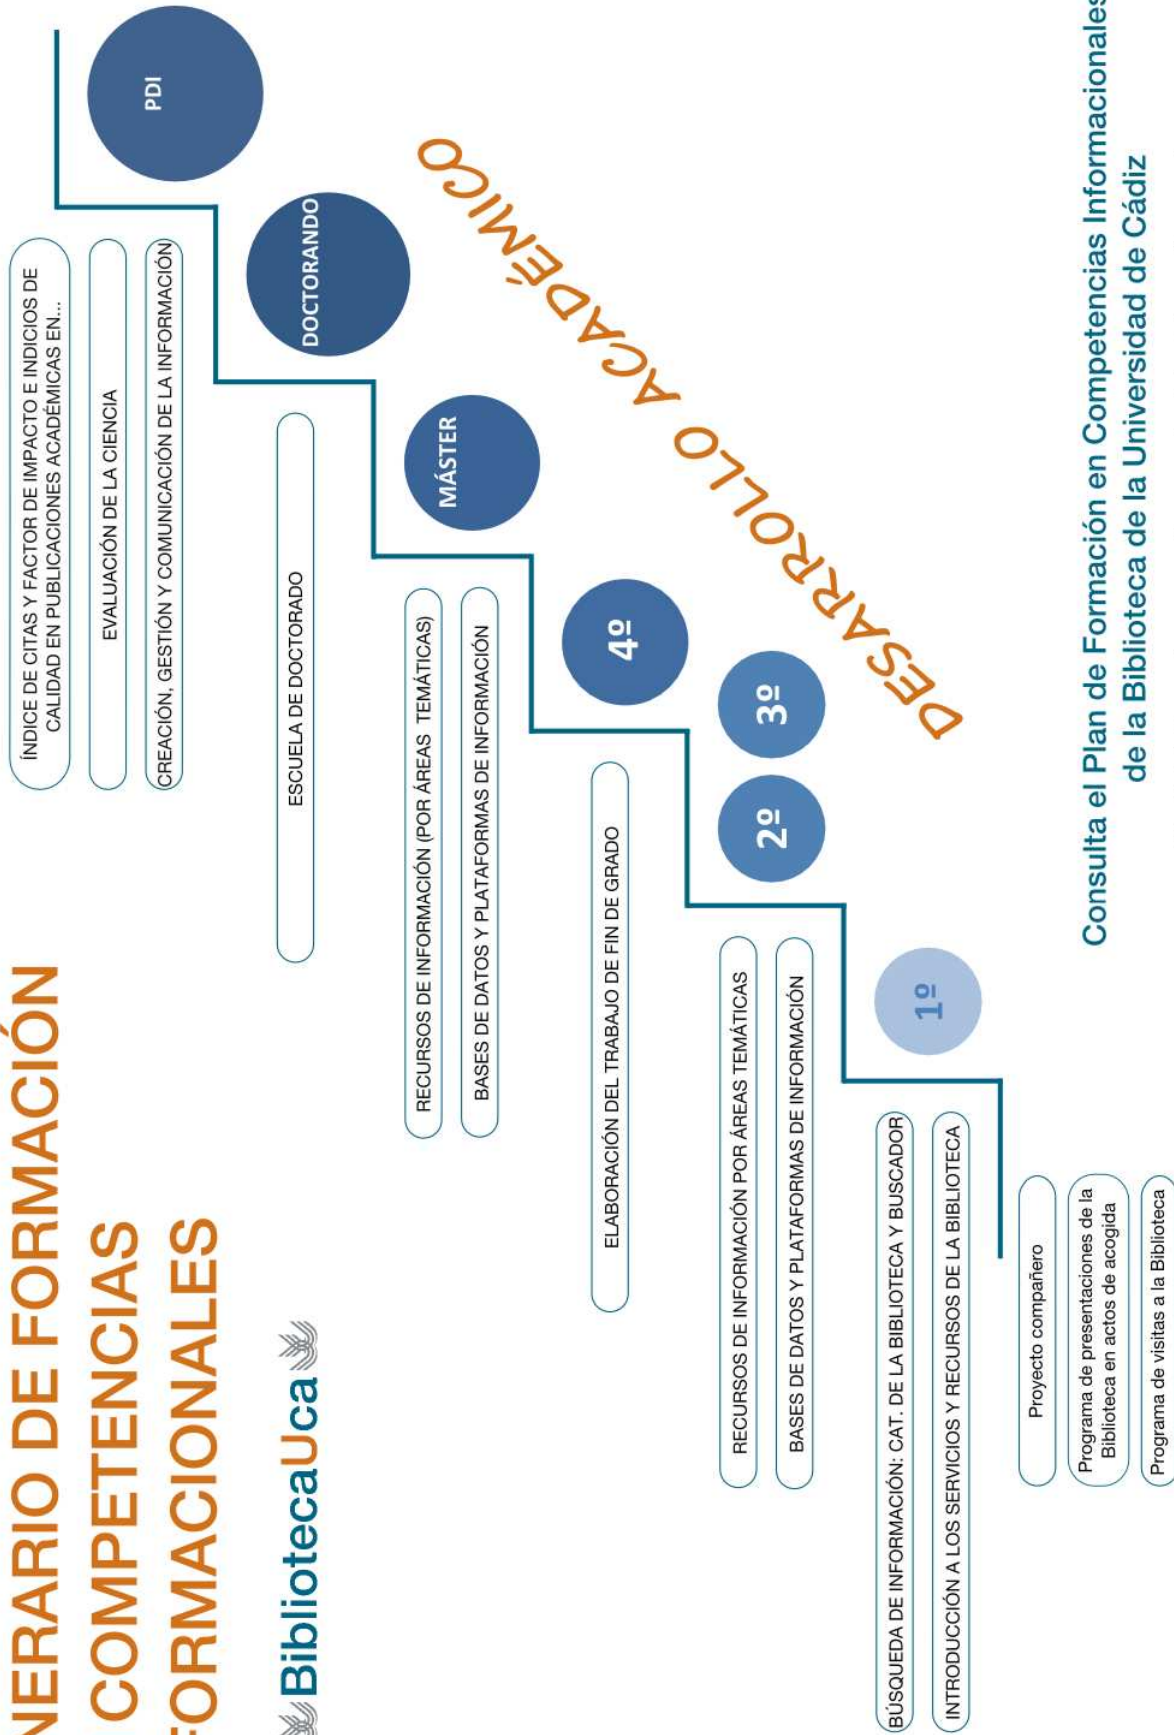 NERARIO DE FORMACIÓN
COMPETENCIAS
FORMACIONALES
BibliotecaUca
ÍNDICE DE CITAS Y FACTOR DE IMPACTO E INDICIOS DE
CALIDAD EN PUBLICACIONES ACADÉMICAS EN...
EVALUACIÓN DE LA CIENCIA
CREACIÓN, GESTIÓN Y COMUNICACIÓN DE LA INFORMACIÓN
PDI
ESCUELA DE DOCTORADO
DOCTORANDO
RECURSOS DE INFORMACIÓN (POR ÁREAS TEMÁTICAS)
BASES DE DATOS Y PLATAFORMAS DE INFORMACIÓN
MÁSTER
ELABORACIÓN DEL TRABAJO DE FIN DE GRADO
4º
RECURSOS DE INFORMACIÓN POR ÁREAS TEMÁTICAS
BASES DE DATOS Y PLATAFORMAS DE INFORMACIÓN
2º
3º
BÚSQUEDA DE INFORMACIÓN: CAT. DE LA BIBLIOTECA Y BUSCADOR
INTRODUCCIÓN A LOS SERVICIOS Y RECURSOS DE LA BIBLIOTECA
1º
Proyecto compañero
Programa de presentaciones de la
Biblioteca en actos de acogida
Programa de visitas a la Biblioteca
DESARROLLO ACADÉMICO
Consulta el Plan de Formación en Competencias Informacionales
de la Biblioteca de la Universidad de Cádiz